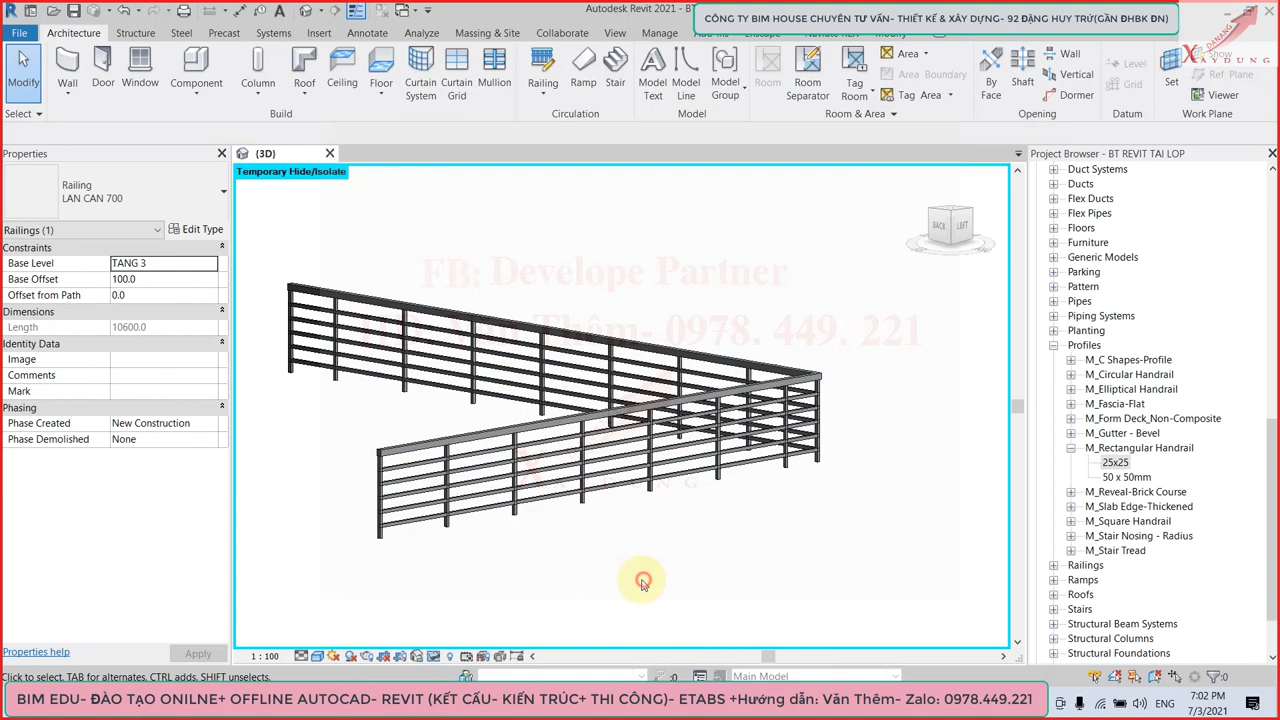 Autodesk Revit 2021 - BT
CÔNG TY BIM HOUSE CHUYÊN TƯ VẤN- THIẾT KẾ & XÂY DỰNG- 92 ĐẶNG HUY TRỨ(GẦN ĐHBK ĐN)
File Architecture Structure Steel Precast Systems Insert Annotate Analyze Massing & Site Collaborate View Manage
XÂY DỰNG
Modify Wall Door Window Component Column Roof Ceiling Floor Curtain System Curtain Grid Mullion Railing Ramp Stair Model Text Model Line Model Group Room Room Separator Tag Room Area Area Boundary Tag Area By Face Shaft Wall Vertical Dormer Level Grid Set Show Ref Plane Viewer
Select Build Circulation Model Room & Area Opening Datum Work Plane
Properties
(3D)
Project Browser - BT REVIT TAI LOP
Temporary Hide/Isolate
Railing
LAN CAN 700
Railings (1) Edit Type
Constraints
Base Level TANG 3
Base Offset 100.0
Offset from Path 0.0
Dimensions
Length 10600.0
Identity Data
Image
Comments
Mark
Phasing
Phase Created New Construction
Phase Demolished None
Properties help Apply
BACK LEFT
FB: Develope Partner
Văn Thêm- 0978. 449. 221
Duct Systems
Ducts
Flex Ducts
Flex Pipes
Floors
Furniture
Generic Models
Parking
Pattern
Pipes
Piping Systems
Planting
Profiles
M_C Shapes-Profile
M_Circular Handrail
M_Elliptical Handrail
M_Fascia-Flat
M_Form Deck_Non-Composite
M_Gutter - Bevel
M_Rectangular Handrail
25x25
50 x 50mm
M_Reveal-Brick Course
M_Slab Edge-Thickened
M_Square Handrail
M_Stair Nosing - Radius
M_Stair Tread
Railings
Ramps
Roofs
Stairs
Structural Beam Systems
Structural Columns
Structural Foundations
1 : 100
Click to select, TAB for alternates, CTRL adds, SHIFT unselects.
:0 Main Model :0
BIM EDU- ĐÀO TẠO ONILNE+ OFFLINE AUTOCAD- REVIT (KẾT CẤU- KIẾN TRÚC+ THI CÔNG)- ETABS +Hướng dẫn: Văn Thêm- Zalo: 0978.449.221
ENG
7:02 PM
7/3/2021